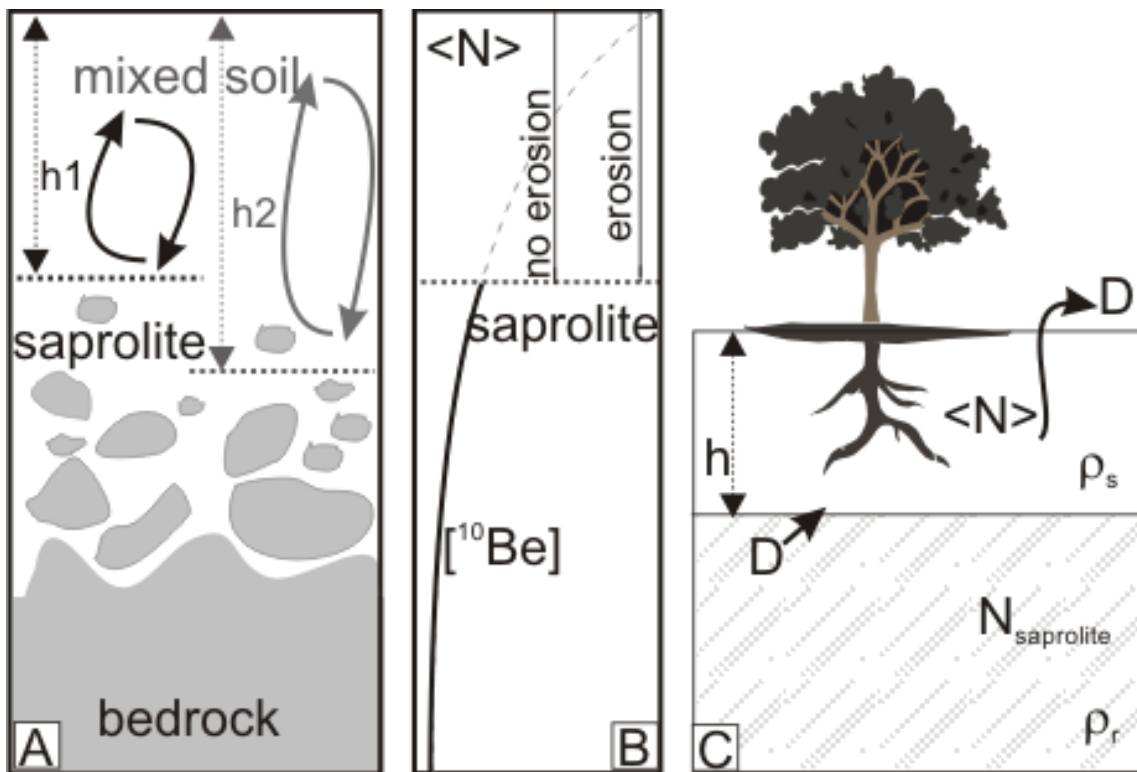 mixed soil
h1
h2
saprolite
bedrock
A
<N>
no erosion
erosion
saprolite
[¹⁰Be]
B
D
<N>
h
ρs
D
Nsaprolite
ρr
C